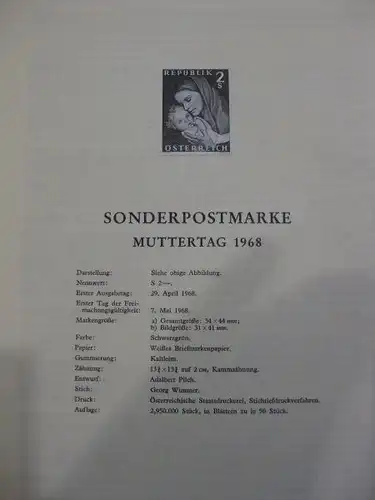 REPUBLIK 2 S
ÖSTERREICH
SONDERPOSTMARKE
MUTTERTAG 1968
Darstellung: Siehe obige Abbildung.
Nennwert: S 2·—.
Erster Ausgabetag: 29. April 1968.
Erster Tag der Frei-
machungsgültigkeit: 7. Mai 1968.
Markengröße: a) Gesamtgröße: 34 × 44 mm;
b) Bildgröße: 31 × 41 mm.
Farbe: Schwarzgrün.
Papier: Weißes Briefmarkenpapier.
Gummierung: Kaltleim.
Zähnung: 13¾ × 13¾ auf 2 cm, Kammzähnung.
Entwurf: Adalbert Pilch.
Stich: Georg Wimmer.
Druck: Österreichische Staatsdruckerei, Stichtiefdruckverfahren.
Auflage: 2,950.000 Stück, in Blättern zu je 50 Stück.